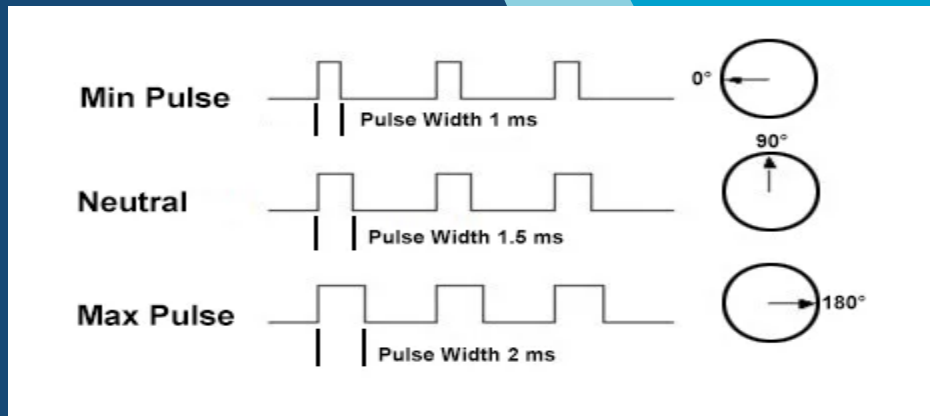 Min Pulse
Pulse Width 1 ms
0°
Neutral
Pulse Width 1.5 ms
90°
Max Pulse
Pulse Width 2 ms
180°